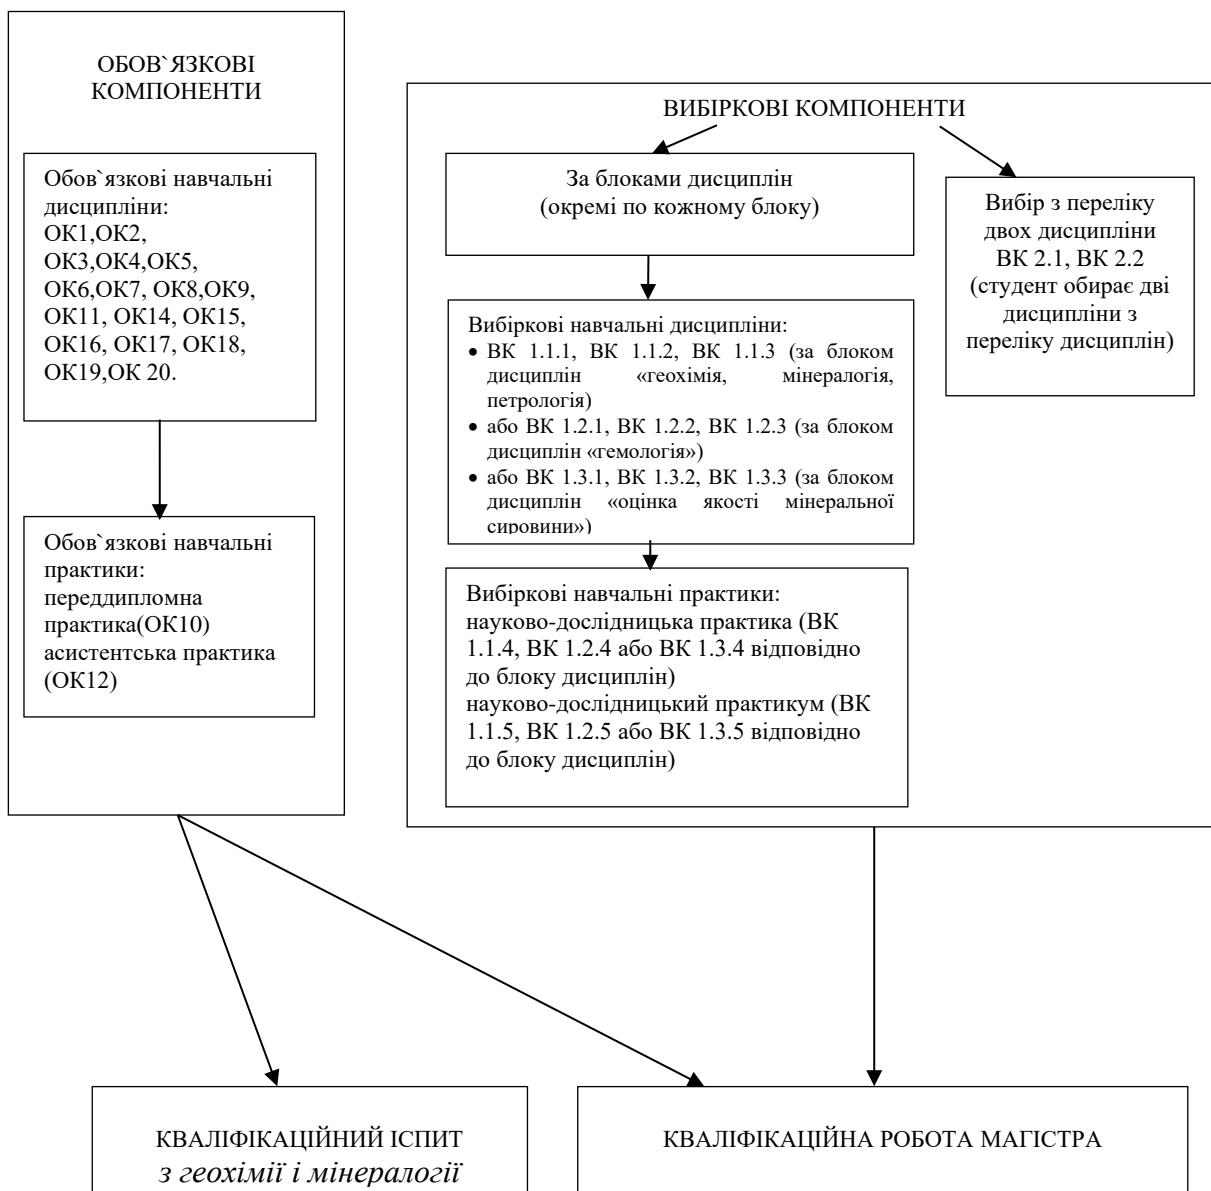 ОБОВ`ЯЗКОВІ
КОМПОНЕНТИ
Обов`язкові навчальні
дисципліни:
ОК1,ОК2,
ОК3,ОК4,ОК5,
ОК6,ОК7, ОК8,ОК9,
ОК11, ОК14, ОК15,
ОК16, ОК17, ОК18,
ОК19,ОК 20.
Обов`язкові навчальні
практики:
переддипломна
практика(ОК10)
асистентська практика
(ОК12)
ВИБІРКОВІ КОМПОНЕНТИ
За блоками дисциплін
(окремі по кожному блоку)
Вибіркові навчальні дисципліни:
• ВК 1.1.1, ВК 1.1.2, ВК 1.1.3 (за блоком
дисциплін «геохімія, мінералогія,
петрологія)
• або ВК 1.2.1, ВК 1.2.2, ВК 1.2.3 (за блоком
дисциплін «гемологія»)
• або ВК 1.3.1, ВК 1.3.2, ВК 1.3.3 (за блоком
дисциплін «оцінка якості мінеральної
сировини»)
Вибіркові навчальні практики:
науково-дослідницька практика (ВК
1.1.4, ВК 1.2.4 або ВК 1.3.4 відповідно
до блоку дисциплін)
науково-дослідницький практикум (ВК
1.1.5, ВК 1.2.5 або ВК 1.3.5 відповідно
до блоку дисциплін)
Вибір з переліку
двох дисципліни
ВК 2.1, ВК 2.2
(студент обирає дві
дисципліни з
переліку дисциплін)
КВАЛІФІКАЦІЙНИЙ ІСПИТ
з геохімії і мінералогії
КВАЛІФІКАЦІЙНА РОБОТА МАГІСТРА